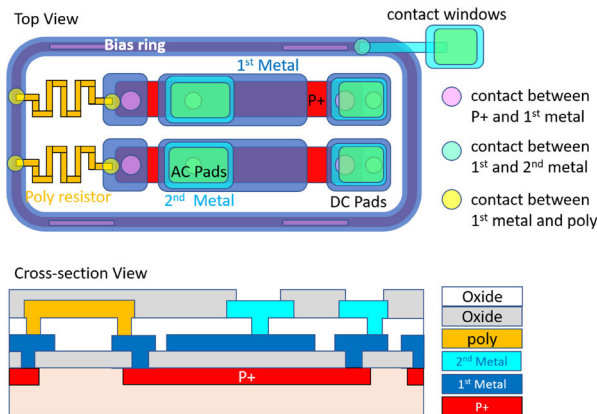 Top View
contact windows
Bias ring
1st Metal
P+
contact between
P+ and 1st metal
contact between
1st and 2nd metal
AC Pads
Poly resistor
2nd Metal
DC Pads
contact between
1st metal and poly
Cross-section View
Oxide
Oxide
poly
2nd Metal
1st Metal
P+
P+